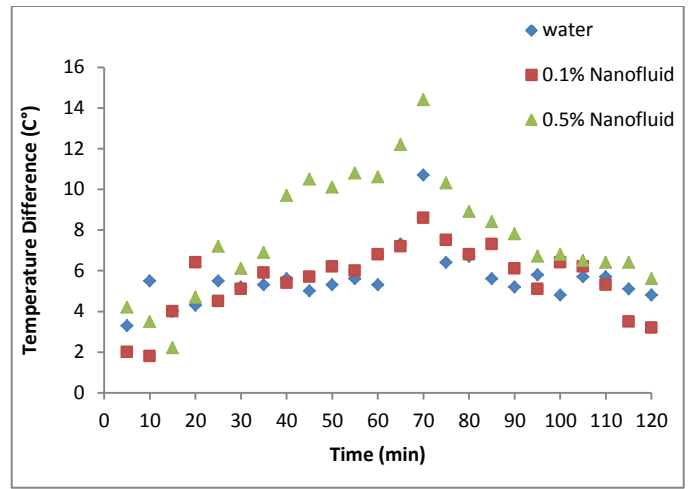 water
0.1% Nanofluid
0.5% Nanofluid
16
14
12
10
8
6
4
2
0
Temperature Difference (C°)
0 10 20 30 40 50 60 70 80 90 100 110 120
Time (min)